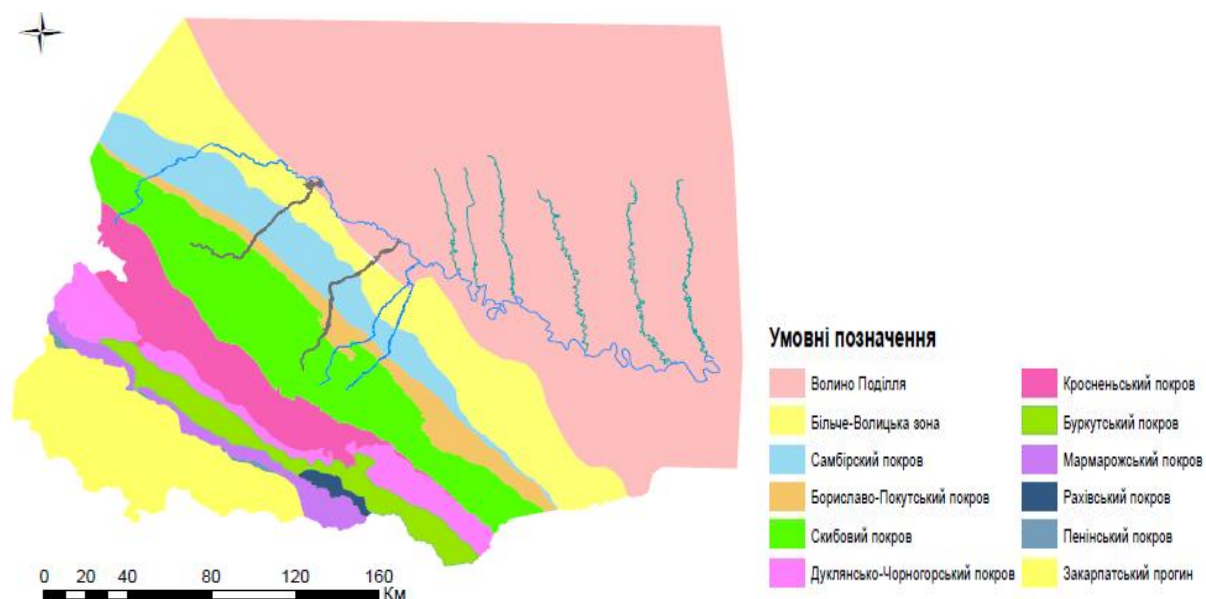 Умовні позначення
Волино Поділля
Більче-Волицька зона
Самбірский покров
Бориславо-Покутський покров
Скибовий покров
Дуклянсько-Чорногорський покров
Кросненьський покров
Буркутський покров
Мармарожський покров
Рахівський покров
Пенінський покров
Закарпатський прогин
0 20 40 80 120 160
Км